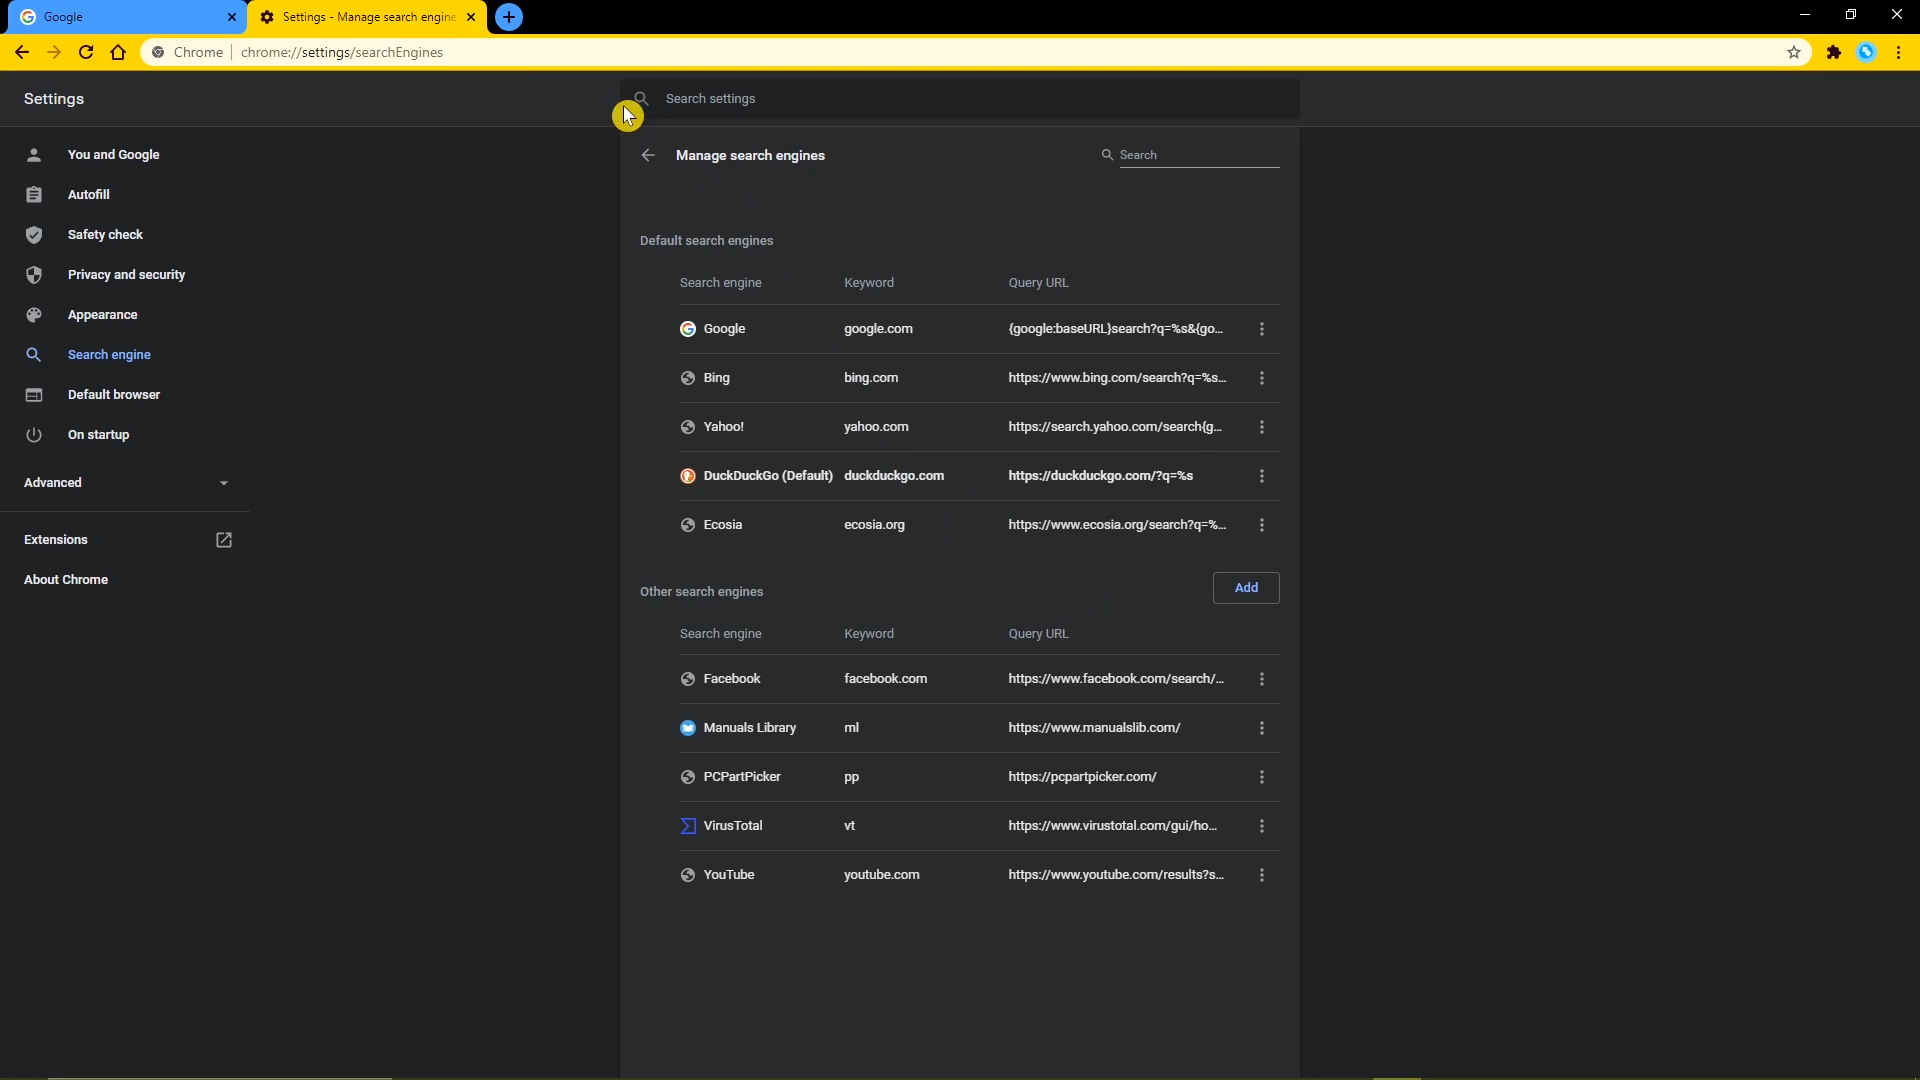 Google
Settings - Manage search engine
Chrome
chrome://settings/searchEngines
Settings
Search settings
You and Google
Autofill
Safety check
Privacy and security
Appearance
Search engine
Default browser
On startup
Advanced
Extensions
About Chrome
Manage search engines
Search
Default search engines
Search engine Keyword Query URL
Google google.com {google:baseURL}search?q=%s&{go...
Bing bing.com https://www.bing.com/search?q=%s...
Yahoo! yahoo.com https://search.yahoo.com/search{g...
DuckDuckGo (Default) duckduckgo.com https://duckduckgo.com/?q=%s
Ecosia ecosia.org https://www.ecosia.org/search?q=%...
Other search engines
Add
Search engine Keyword Query URL
Facebook facebook.com https://www.facebook.com/search/...
Manuals Library ml https://www.manualslib.com/
PCPartPicker pp https://pcpartpicker.com/
VirusTotal vt https://www.virustotal.com/gui/ho...
YouTube youtube.com https://www.youtube.com/results?s...